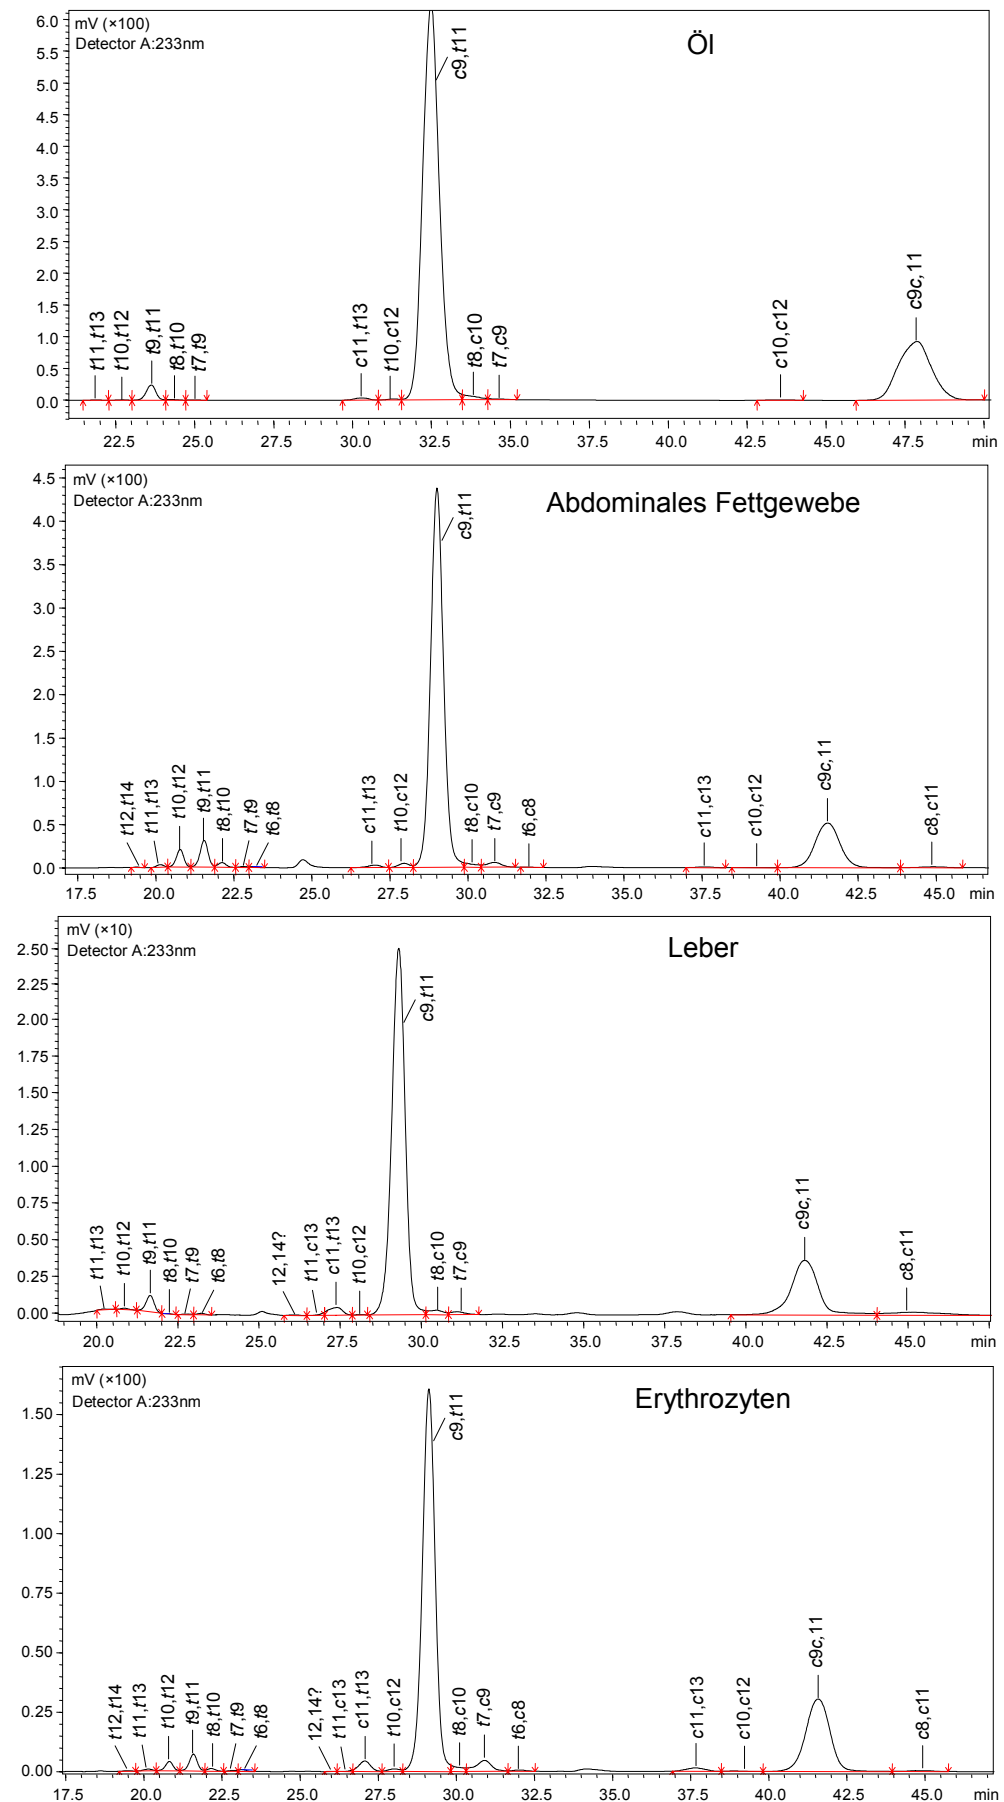 mV (×100)
Detector A:233nm
Öl
6.0
5.5
5.0
4.5
4.0
3.5
3.0
2.5
2.0
1.5
1.0
0.5
0.0
t11,t13
t10,t12
t9,t11
t8,t10
t7,t9
c11,t13
t10,c12
c9,t11
t8,c10
t7,c9
c10,c12
c9c,11
22.5 25.0 27.5 30.0 32.5 35.0 37.5 40.0 42.5 45.0 47.5 min
mV (×100)
Detector A:233nm
Abdominales Fettgewebe
4.5
4.0
3.5
3.0
2.5
2.0
1.5
1.0
0.5
0.0
t12,t14
t11,t13
t10,t12
t9,t11
t8,t10
t7,t9
t6,t8
c11,t13
t10,c12
c9,t11
t8,c10
t7,c9
t6,c8
c11,c13
c10,c12
c9c,11
c8,c11
17.5 20.0 22.5 25.0 27.5 30.0 32.5 35.0 37.5 40.0 42.5 45.0 min
mV (×10)
Detector A:233nm
Leber
2.50
2.25
2.00
1.75
1.50
1.25
1.00
0.75
0.50
0.25
0.00
t11,t13
t10,t12
t9,t11
t8,t10
t7,t9
t6,t8
12,14?
t11,c13
c11,t13
t10,c12
c9,t11
t8,c10
t7,c9
c9c,11
c8,c11
20.0 22.5 25.0 27.5 30.0 32.5 35.0 37.5 40.0 42.5 45.0 min
mV (×100)
Detector A:233nm
Erythrozyten
1.50
1.25
1.00
0.75
0.50
0.25
0.00
t12,t14
t11,t13
t10,t12
t9,t11
t8,t10
t7,t9
t6,t8
12,14?
t11,c13
c11,t13
t10,c12
c9,t11
t8,c10
t7,c9
t6,c8
c11,c13
c10,c12
c9c,11
c8,c11
17.5 20.0 22.5 25.0 27.5 30.0 32.5 35.0 37.5 40.0 42.5 45.0 min